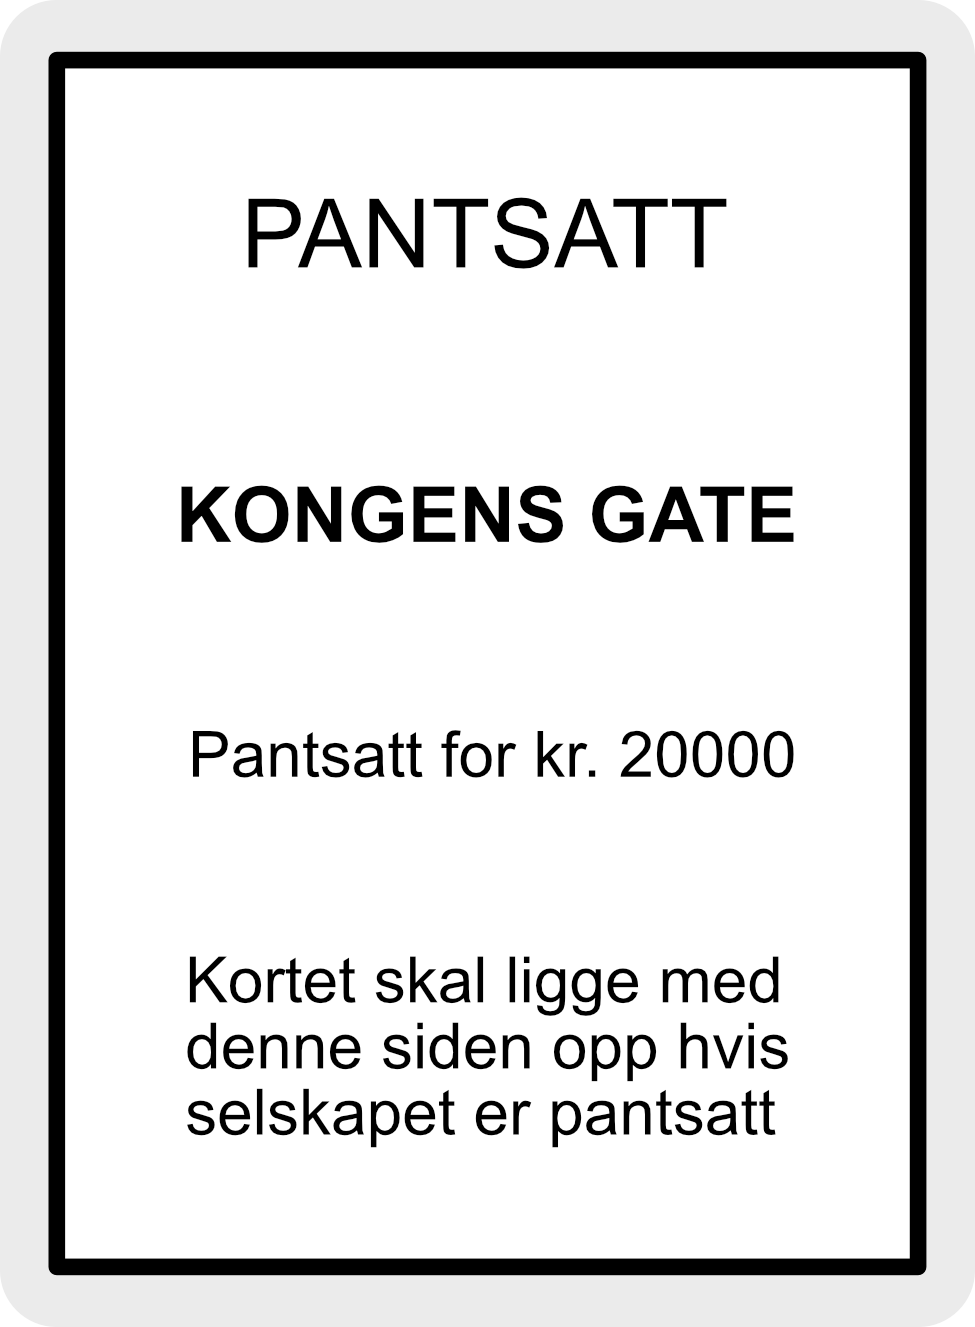 PANTSATT
KONGENS GATE
Pantsatt for kr. 20000
Kortet skal ligge med
denne siden opp hvis
selskapet er pantsatt